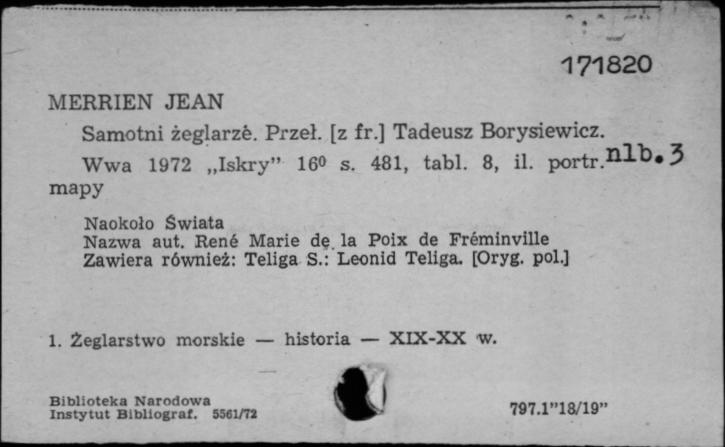 171820
MERRIEN JEAN
Samotni żeglarzė. Przeł. [z fr.] Tadeusz Borysiewicz.
Wwa 1972 „Iskry” 16⁰ s. 481, tabl. 8, il. portr. nlb. 3
mapy
Naokoło Świata
Nazwa aut. René Marie de la Poix de Fréminville
Zawiera również: Teliga S.: Leonid Teliga. [Oryg. pol.]
1. Żeglarstwo morskie — historia — XIX-XX w.
Biblioteka Narodowa
Instytut Bibliograf. 5561/72
797.1”18/19”